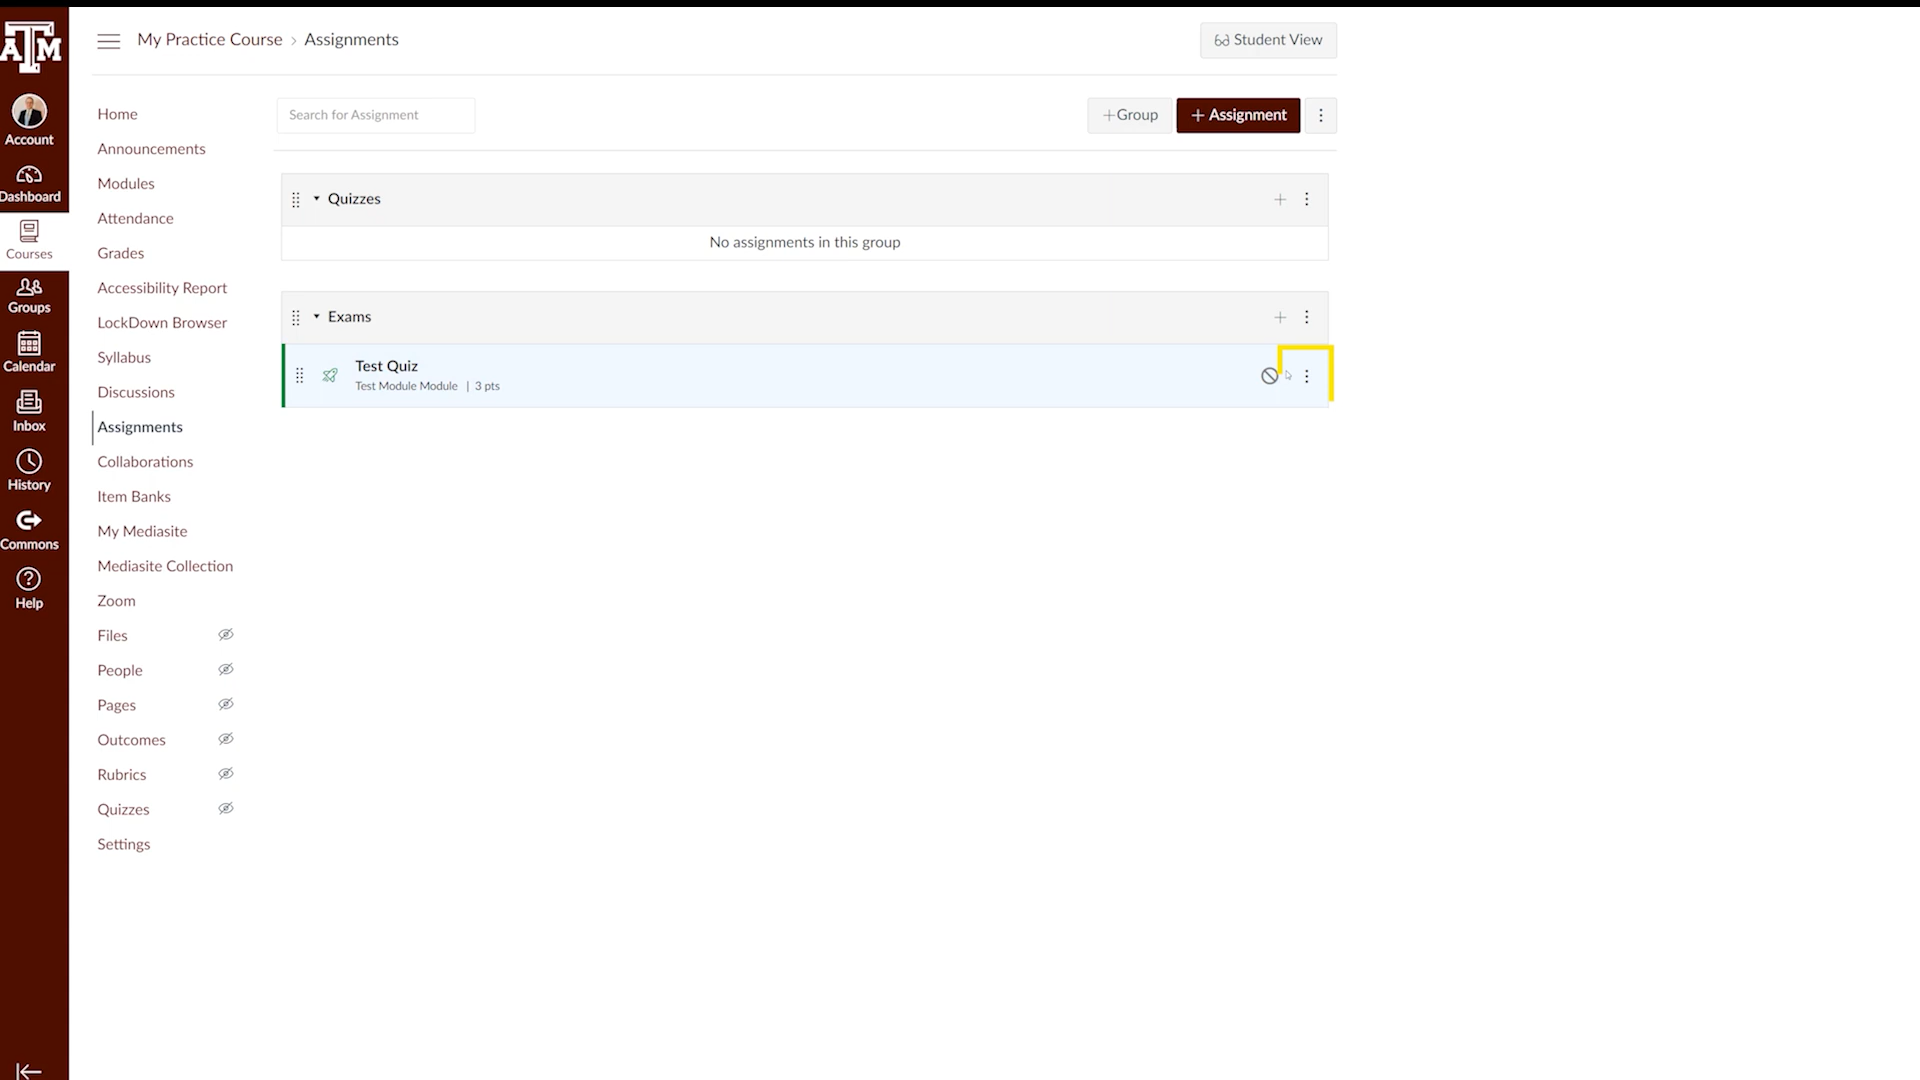 ATM
My Practice Course > Assignments
Student View
Account
Dashboard
Courses
Groups
Calendar
Inbox
History
Commons
Help
Home
Announcements
Modules
Attendance
Grades
Accessibility Report
LockDown Browser
Syllabus
Discussions
Assignments
Collaborations
Item Banks
My Mediasite
Mediasite Collection
Zoom
Files
People
Pages
Outcomes
Rubrics
Quizzes
Settings
Search for Assignment
+Group
+ Assignment
Quizzes
No assignments in this group
Exams
Test Quiz
Test Module Module | 3 pts